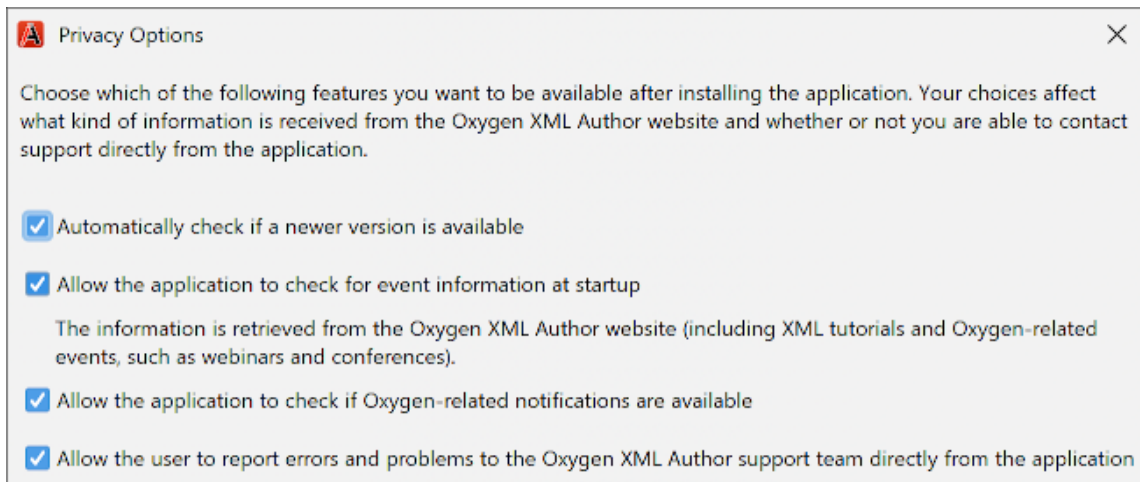 Privacy Options
Choose which of the following features you want to be available after installing the application. Your choices affect
what kind of information is received from the Oxygen XML Author website and whether or not you are able to contact
support directly from the application.
Automatically check if a newer version is available
Allow the application to check for event information at startup
The information is retrieved from the Oxygen XML Author website (including XML tutorials and Oxygen-related
events, such as webinars and conferences).
Allow the application to check if Oxygen-related notifications are available
Allow the user to report errors and problems to the Oxygen XML Author support team directly from the application